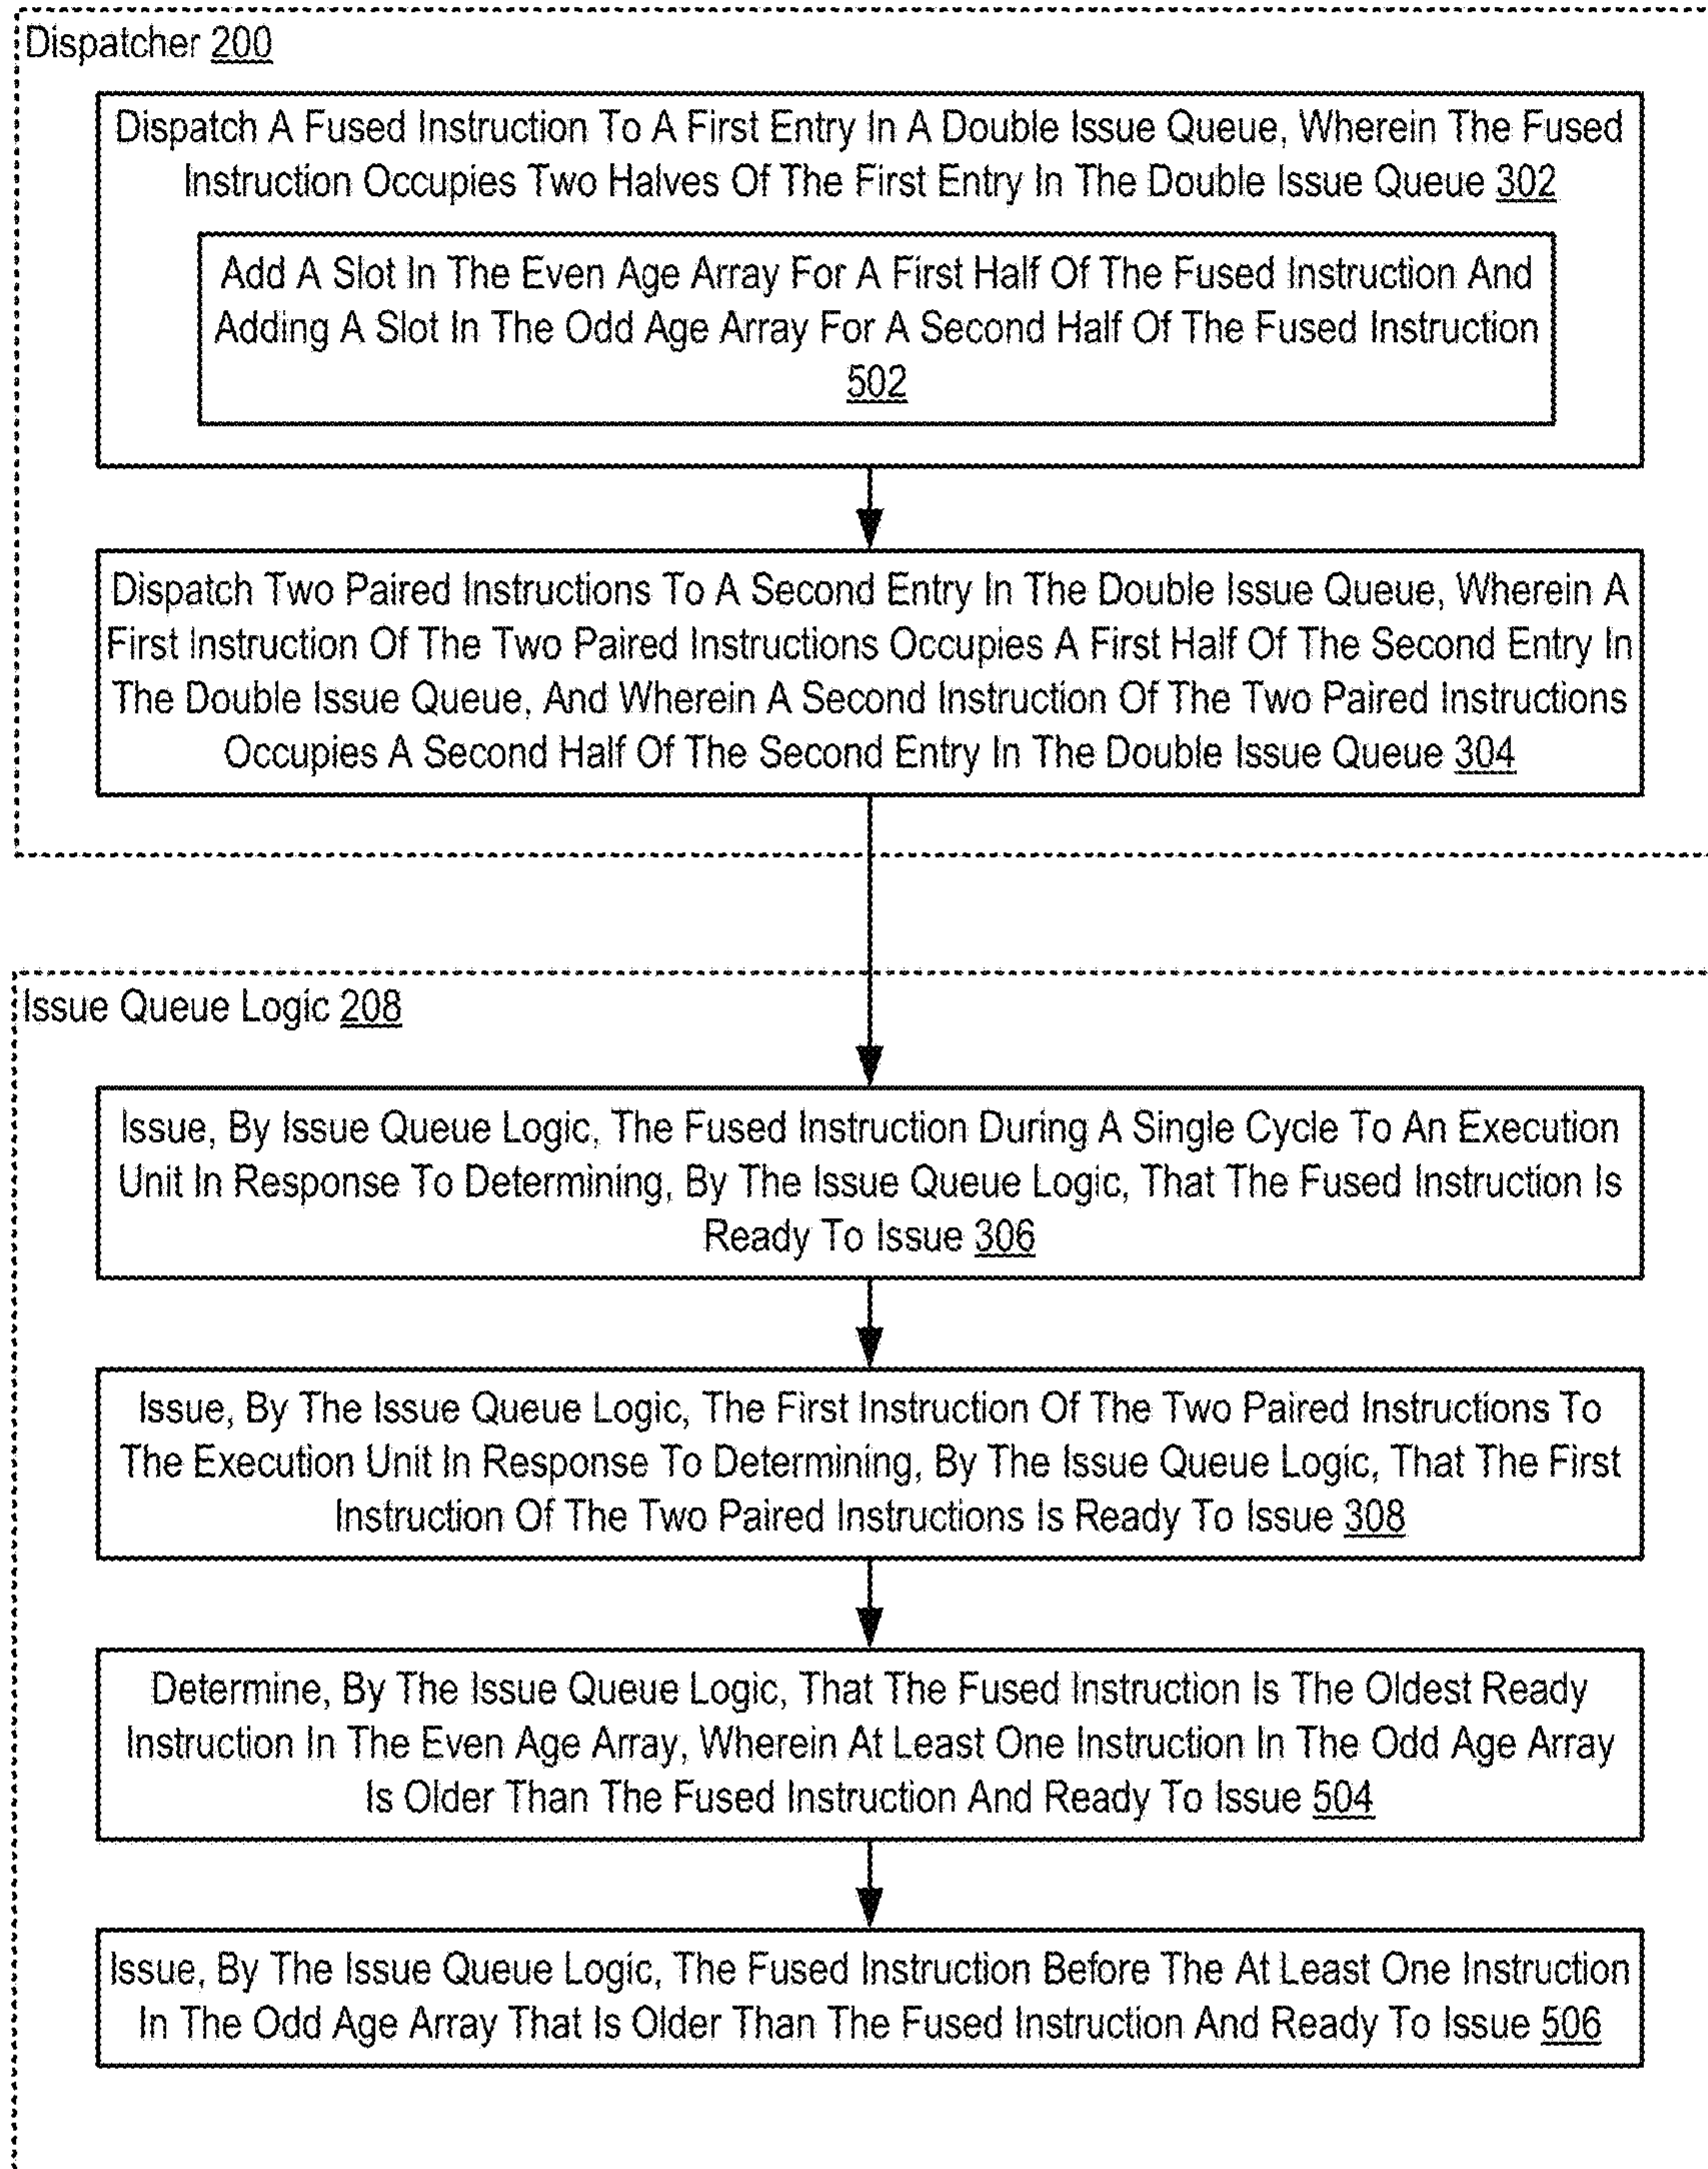 Dispatcher 200
Dispatch A Fused Instruction To A First Entry In A Double Issue Queue, Wherein The Fused
Instruction Occupies Two Halves Of The First Entry In The Double Issue Queue 302
Add A Slot In The Even Age Array For A First Half Of The Fused Instruction And
Adding A Slot In The Odd Age Array For A Second Half Of The Fused Instruction
502
Dispatch Two Paired Instructions To A Second Entry In The Double Issue Queue, Wherein A
First Instruction Of The Two Paired Instructions Occupies A First Half Of The Second Entry In
The Double Issue Queue, And Wherein A Second Instruction Of The Two Paired Instructions
Occupies A Second Half Of The Second Entry In The Double Issue Queue 304
Issue Queue Logic 208
Issue, By Issue Queue Logic, The Fused Instruction During A Single Cycle To An Execution
Unit In Response To Determining, By The Issue Queue Logic, That The Fused Instruction Is
Ready To Issue 306
Issue, By The Issue Queue Logic, The First Instruction Of The Two Paired Instructions To
The Execution Unit In Response To Determining, By The Issue Queue Logic, That The First
Instruction Of The Two Paired Instructions Is Ready To Issue 308
Determine, By The Issue Queue Logic, That The Fused Instruction Is The Oldest Ready
Instruction In The Even Age Array, Wherein At Least One Instruction In The Odd Age Array
Is Older Than The Fused Instruction And Ready To Issue 504
Issue, By The Issue Queue Logic, The Fused Instruction Before The At Least One Instruction
In The Odd Age Array That Is Older Than The Fused Instruction And Ready To Issue 506